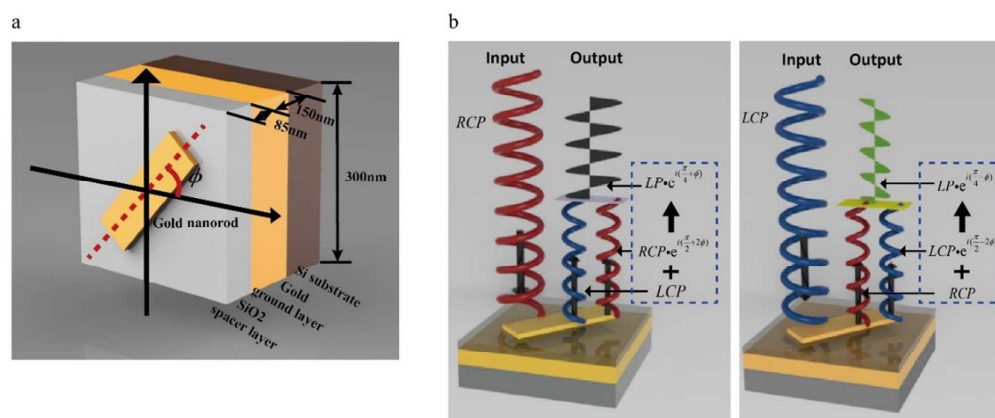 a
85nm
150nm
300nm
ϕ
Gold nanorod
Si substrate
Gold
ground layer
SiO2
spacer layer
b
Input Output
RCP
LP•e^{i(π/4+ϕ)}
RCP•e^{i(π/2+2ϕ)}
+
LCP
Input Output
LCP
LP•e^{i(π/4-ϕ)}
LCP•e^{i(π/2-2ϕ)}
+
RCP